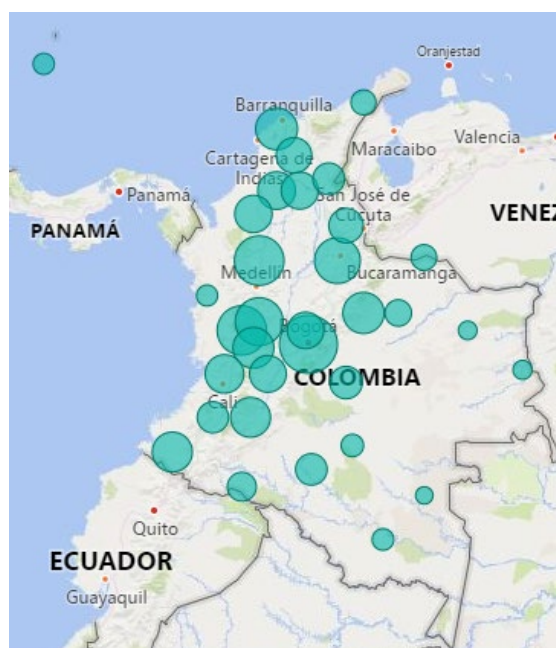 Oranjestad
Barranquilla
Maracaibo
Valencia
Cartagena de
Indias
Panamá
San José de
Cúcuta
VENEZ
PANAMÁ
Medellín
Bucaramanga
Bogotá
COLOMBIA
Cali
Quito
ECUADOR
Guayaquil